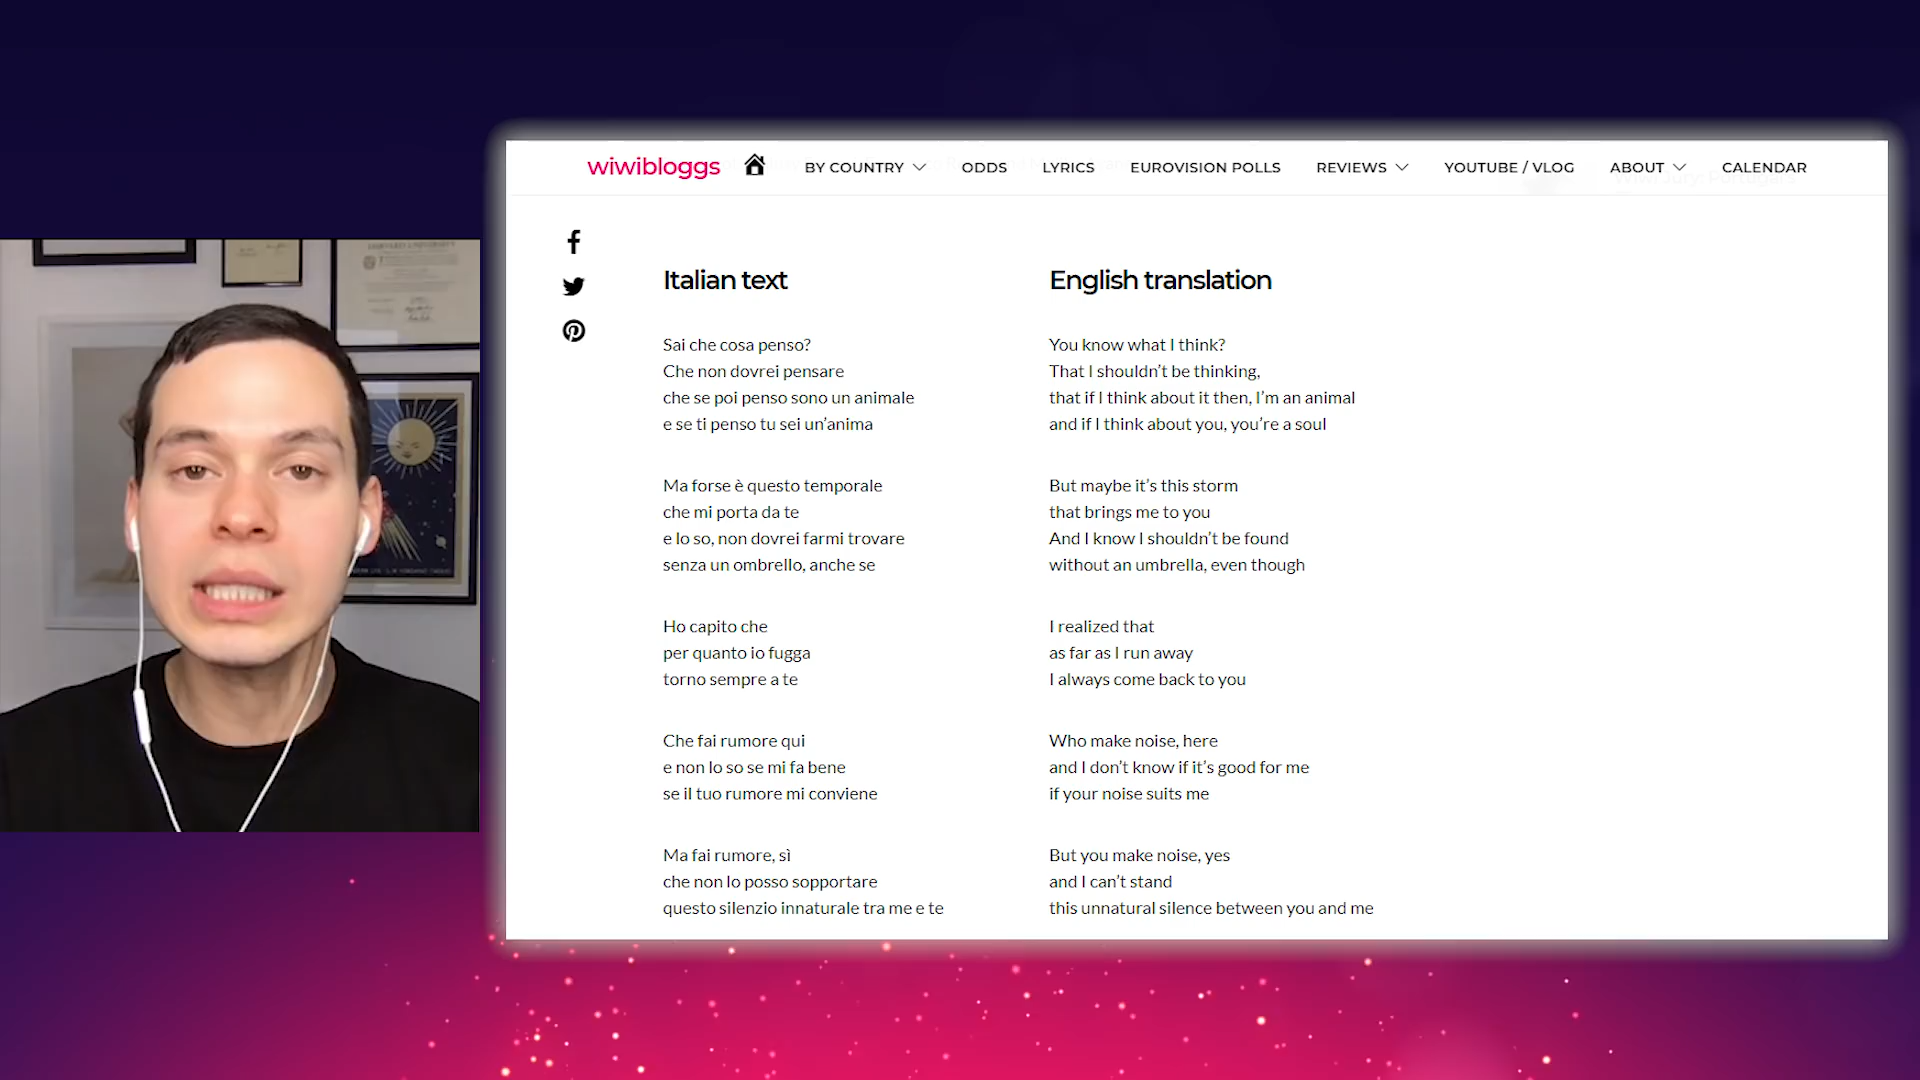 wiwibloggs
BY COUNTRY
ODDS
LYRICS
EUROVISION POLLS
REVIEWS
YOUTUBE / VLOG
ABOUT
CALENDAR
Italian text
Sai che cosa penso?
Che non dovrei pensare
che se poi penso sono un animale
e se ti penso tu sei un’anima
Ma forse è questo temporale
che mi porta da te
e lo so, non dovrei farmi trovare
senza un ombrello, anche se
Ho capito che
per quanto io fugga
torno sempre a te
Che fai rumore qui
e non lo so se mi fa bene
se il tuo rumore mi conviene
Ma fai rumore, sì
che non lo posso sopportare
questo silenzio innaturale tra me e te
English translation
You know what I think?
That I shouldn’t be thinking,
that if I think about it then, I’m an animal
and if I think about you, you’re a soul
But maybe it’s this storm
that brings me to you
And I know I shouldn’t be found
without an umbrella, even though
I realized that
as far as I run away
I always come back to you
Who make noise, here
and I don’t know if it’s good for me
if your noise suits me
But you make noise, yes
and I can’t stand
this unnatural silence between you and me